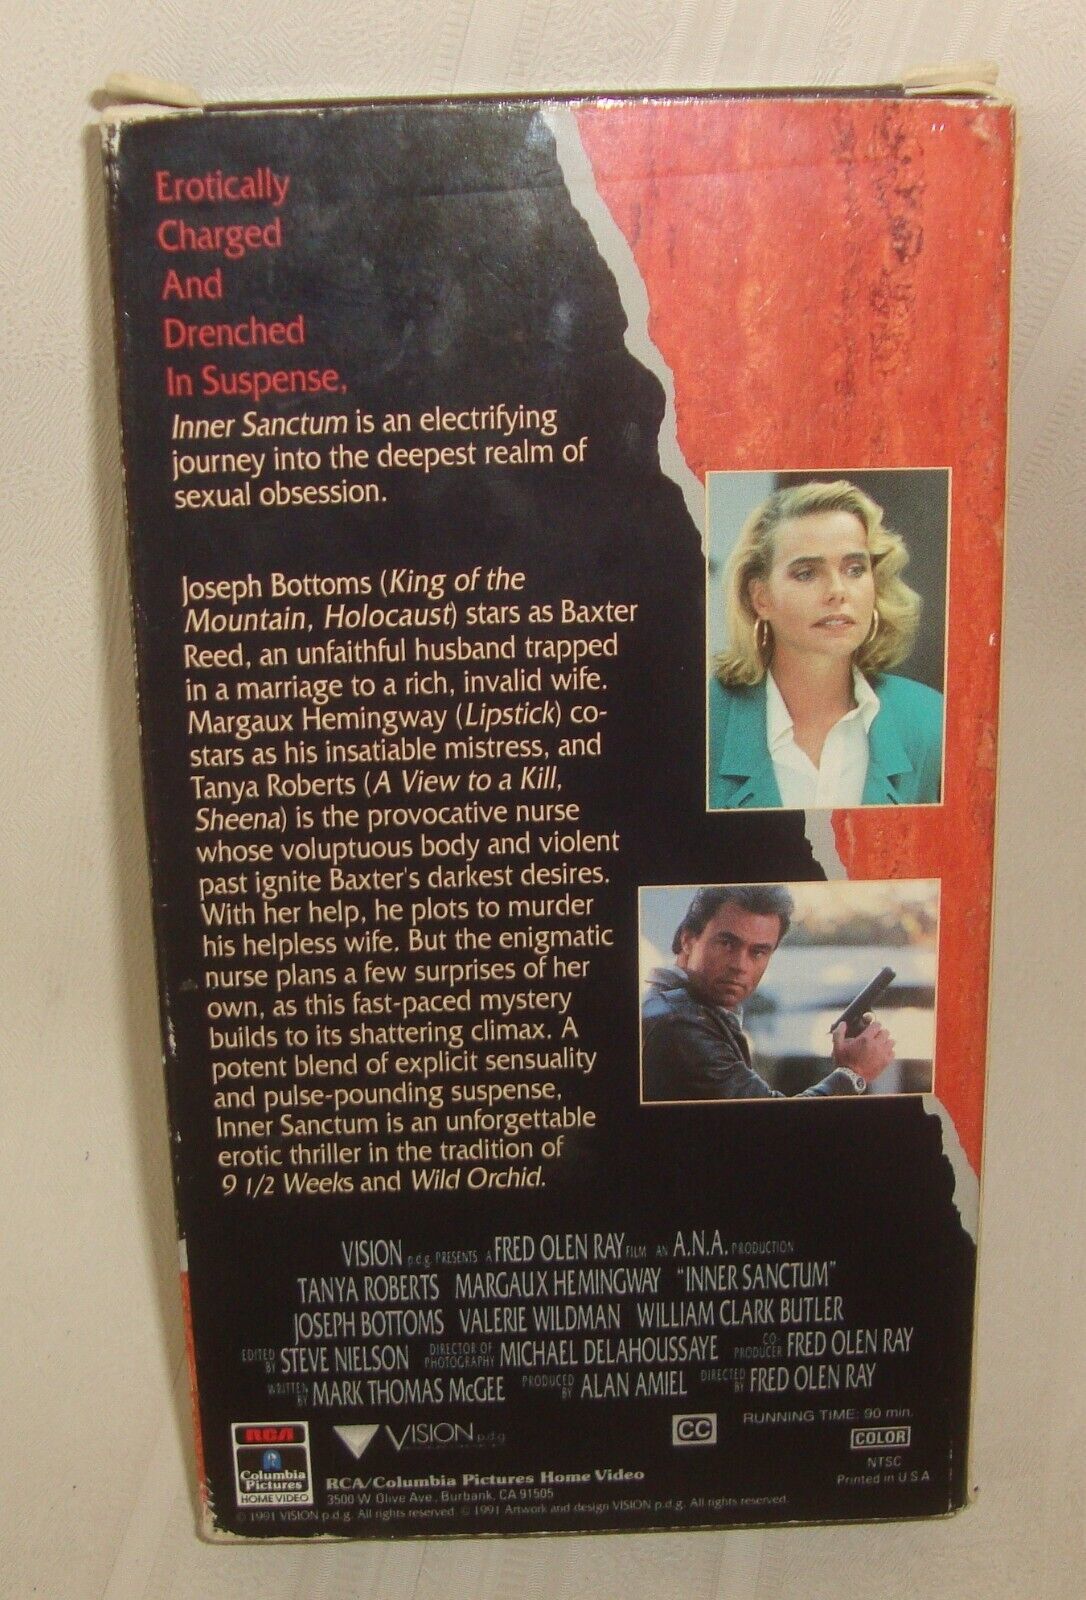 Erotically
Charged
And
Drenched
In Suspense,
Inner Sanctum is an electrifying
journey into the deepest realm of
sexual obsession.
Joseph Bottoms (King of the
Mountain, Holocaust) stars as Baxter
Reed, an unfaithful husband trapped
in a marriage to a rich, invalid wife.
Margaux Hemingway (Lipstick) co-
stars as his insatiable mistress, and
Tanya Roberts (A View to a Kill,
Sheena) is the provocative nurse
whose voluptuous body and violent
past ignite Baxter's darkest desires.
With her help, he plots to murder
his helpless wife. But the enigmatic
nurse plans a few surprises of her
own, as this fast-paced mystery
builds to its shattering climax. A
potent blend of explicit sensuality
and pulse-pounding suspense,
Inner Sanctum is an unforgettable
erotic thriller in the tradition of
9 1/2 Weeks and Wild Orchid.
VISION p.d.g. PRESENTS A FRED OLEN RAY FILM AN A.N.A. PRODUCTION
TANYA ROBERTS MARGAUX HEMINGWAY "INNER SANCTUM"
JOSEPH BOTTOMS VALERIE WILDMAN WILLIAM CLARK BUTLER
EDITED BY STEVE NIELSON DIRECTOR OF PHOTOGRAPHY MICHAEL DELAHOUSSAYE CO-PRODUCER FRED OLEN RAY
WRITTEN BY MARK THOMAS McGEE PRODUCED BY ALAN AMIEL DIRECTED BY FRED OLEN RAY
RCA
Columbia
Pictures
HOME VIDEO
VISION p.d.g.
CC
RUNNING TIME: 90 min.
COLOR
NTSC
Printed in U S A
RCA/Columbia Pictures Home Video
3500 W. Olive Ave., Burbank, CA 91505
© 1991 VISION p.d.g. All rights reserved. © 1991 Artwork and design VISION p.d.g. All rights reserved.